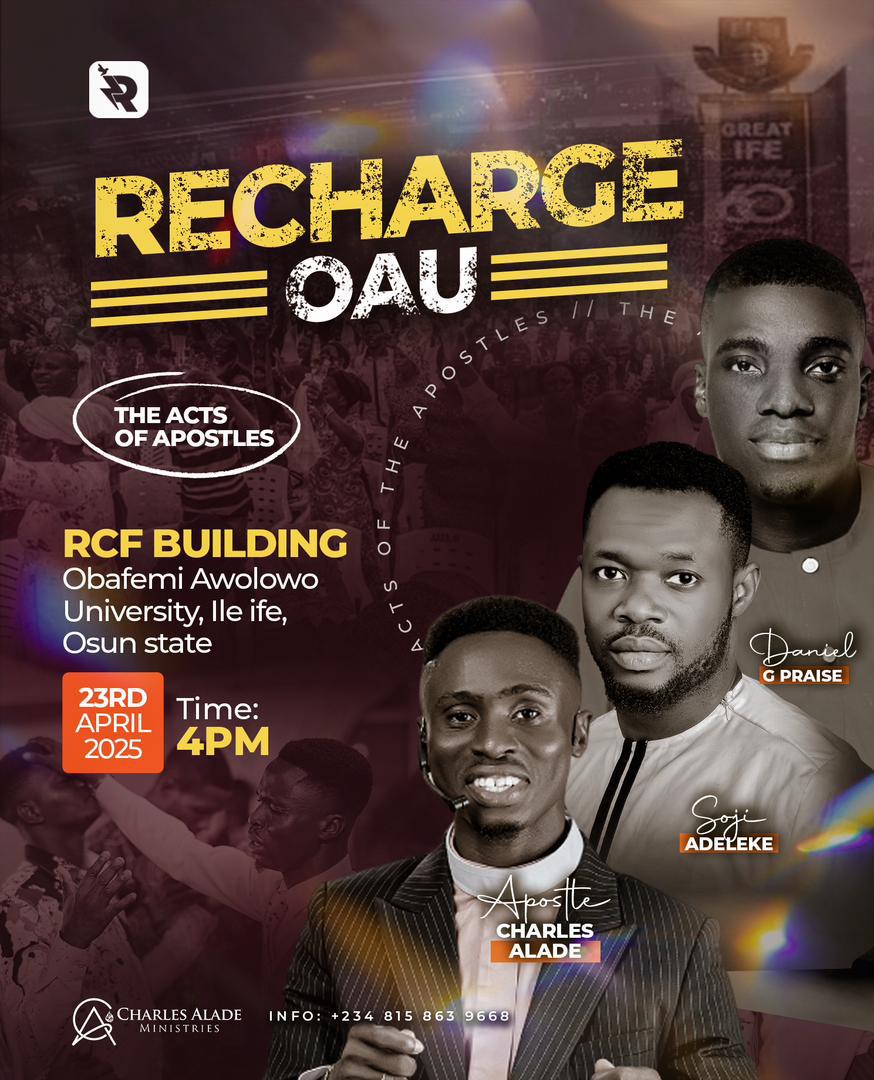 R
GREAT
IFE
RECHARGE
OAU
ACTS OF THE APOSTLES // THE
THE ACTS
OF APOSTLES
RCF BUILDING
Obafemi Awolowo
University, Ile ife,
Osun state
23RD
APRIL
2025
Time:
4PM
Daniel
G PRAISE
Soji
ADELEKE
Apostle
CHARLES
ALADE
CHARLES ALADE
MINISTRIES
INFO: +234 815 863 9668